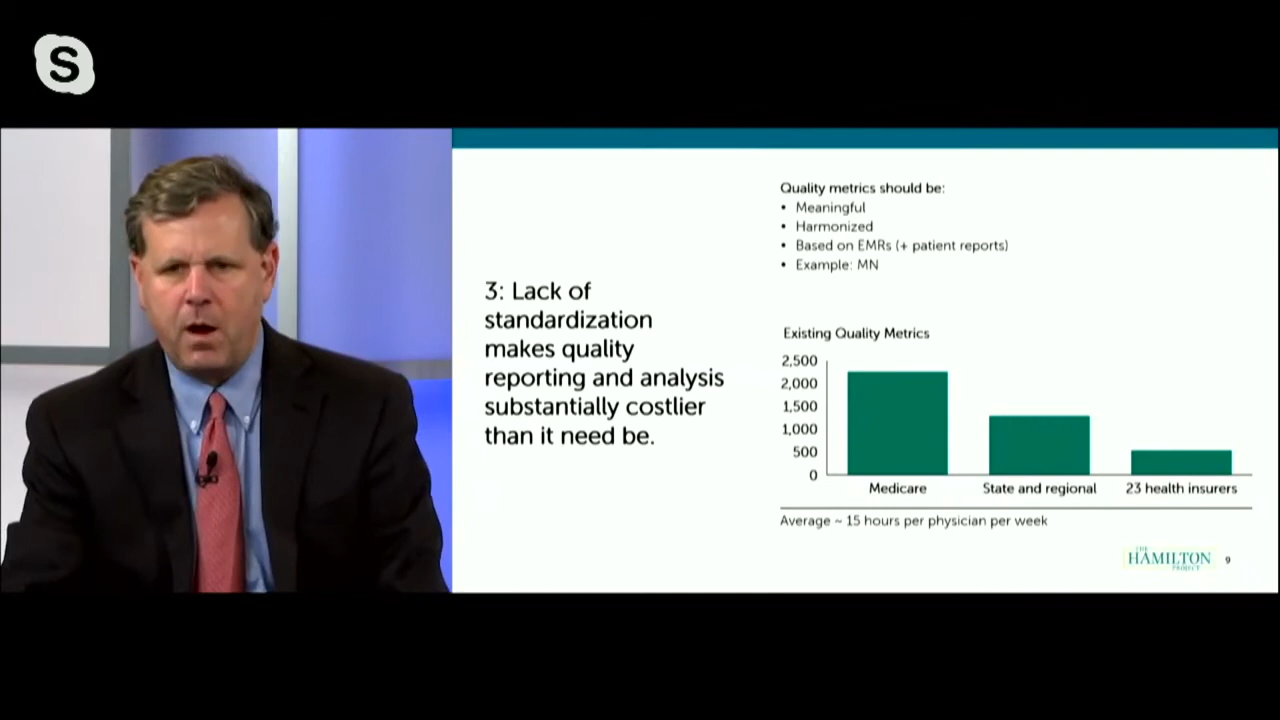 S
3: Lack of
standardization
makes quality
reporting and analysis
substantially costlier
than it need be.
Quality metrics should be:
• Meaningful
• Harmonized
• Based on EMRs (+ patient reports)
• Example: MN
Existing Quality Metrics
2,500
2,000
1,500
1,000
500
0
Medicare State and regional 23 health insurers
Average ~ 15 hours per physician per week
THE
HAMILTON
PROJECT
9